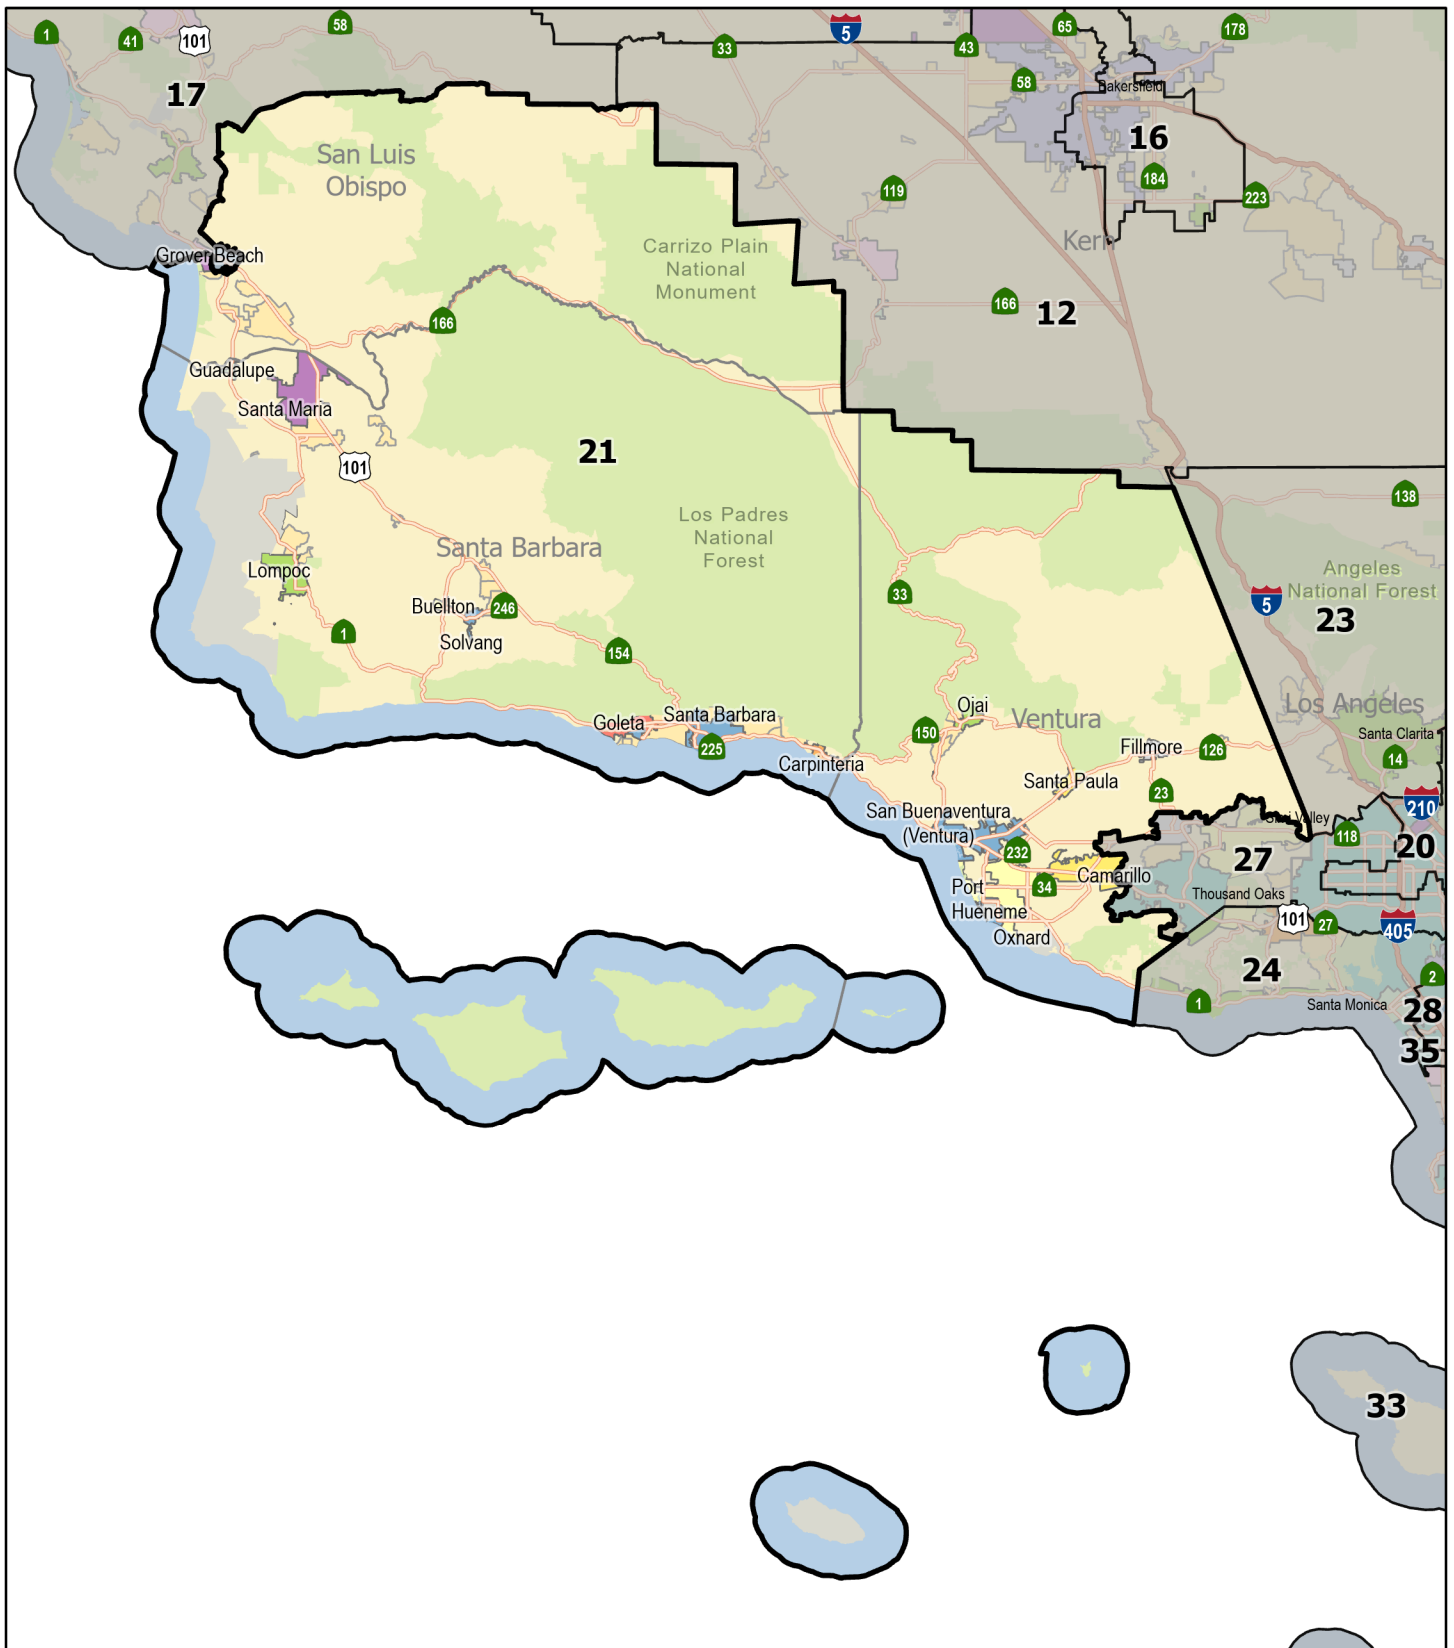 1
41
101
58
33
5
43
65
178
58
17
Bakersfield
16
San Luis
Obispo
184
119
223
Grover Beach
Carrizo Plain
National
Monument
Kern
166
166
12
Guadalupe
Santa Maria
21
101
138
Los Padres
National
Forest
Santa Barbara
Lompoc
Angeles
National Forest
5
23
33
Buellton
246
Solvang
1
154
Los Angeles
Ojai
Goleta
Santa Barbara
Ventura
150
Santa Clarita
225
Fillmore
126
14
Carpinteria
Santa Paula
23
210
San Buenaventura
(Ventura)
Simi Valley
118
20
232
27
Camarillo
34
Port
Hueneme
Thousand Oaks
101
27
405
Oxnard
24
2
1
Santa Monica
28
35
33